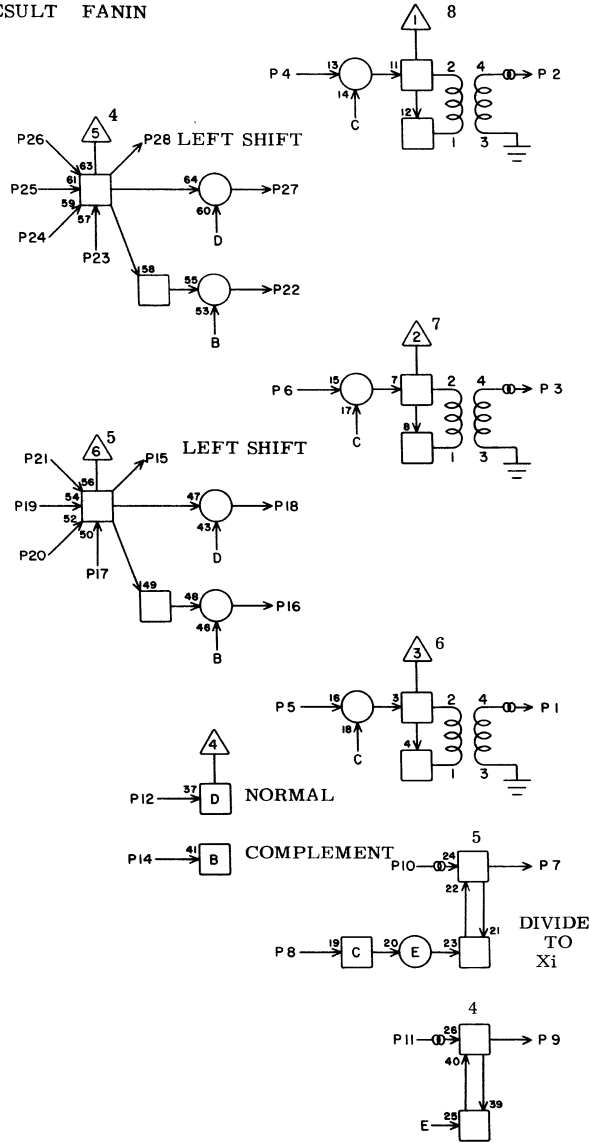 ESULT FANIN
8
1
P4 13 11 2 4 P2
14 12
C 1 3
4
5
P26 P28 LEFT SHIFT
63
P25 61 64 P27
59 57 60
P24 D
P23
58 55 P22
53
B
7
2
P6 15 7 2 4 P3
17 8
C 1 3
5
6
P21 P15 LEFT SHIFT
56
P19 54 47 P18
52 50 43
P20 D
P17
49 48 P16
46
B
6
3
P5 16 3 2 4 P1
18 4
C 1 3
4
P12 37 D NORMAL
P14 41 B COMPLEMENT
5
P10 24 P7
22
21
DIVIDE
TO
Xi
P8 19 C 20 E 23
4
P11 26 P9
40
39
E 25